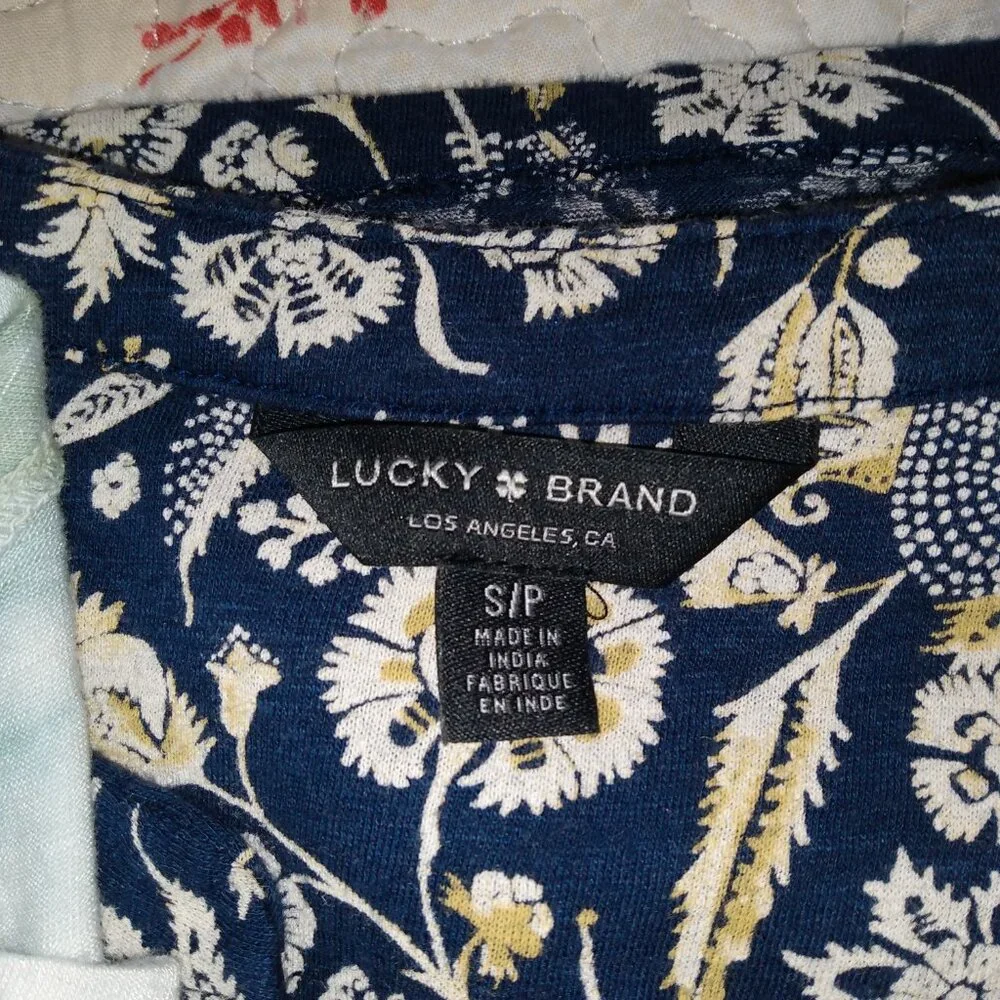 LUCKY BRAND
LOS ANGELES, CA
S/P
MADE IN
INDIA
FABRIQUE
EN INDE